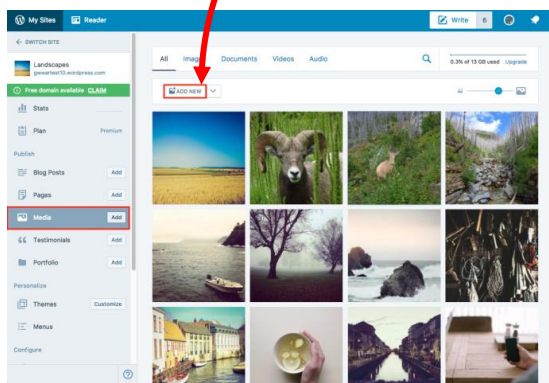 My Sites
Reader
Write
6
SWITCH SITE
Landscapes
gweartest10.wordpress.com
Free domain available CLAIM
Stats
Plan
Premium
Publish
Blog Posts
Add
Pages
Add
Media
Add
Testimonials
Add
Portfolio
Add
Personalize
Themes
Customize
Menus
Configure
All
Images
Documents
Videos
Audio
0.3% of 13 GB used Upgrade
ADD NEW